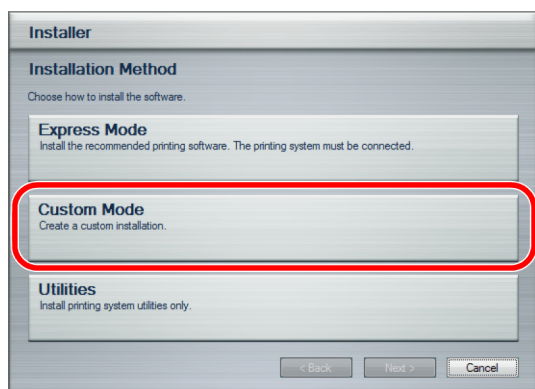 Installer
Installation Method
Choose how to install the software.
Express Mode
Install the recommended printing software. The printing system must be connected.
Custom Mode
Create a custom installation.
Utilities
Install printing system utilities only.
< Back Next > Cancel